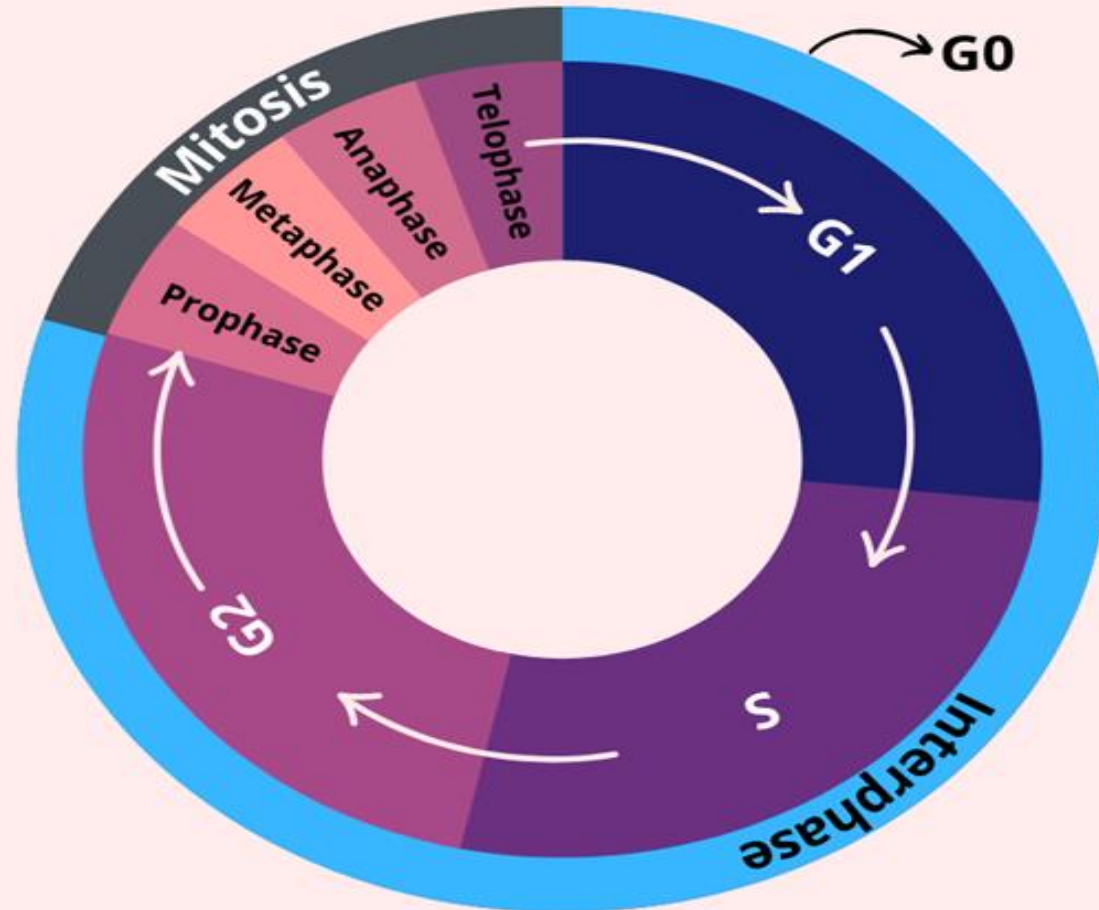 G0
Mitosis
Telophase
Anaphase
Metaphase
Prophase
G1
S
G2
Interphase